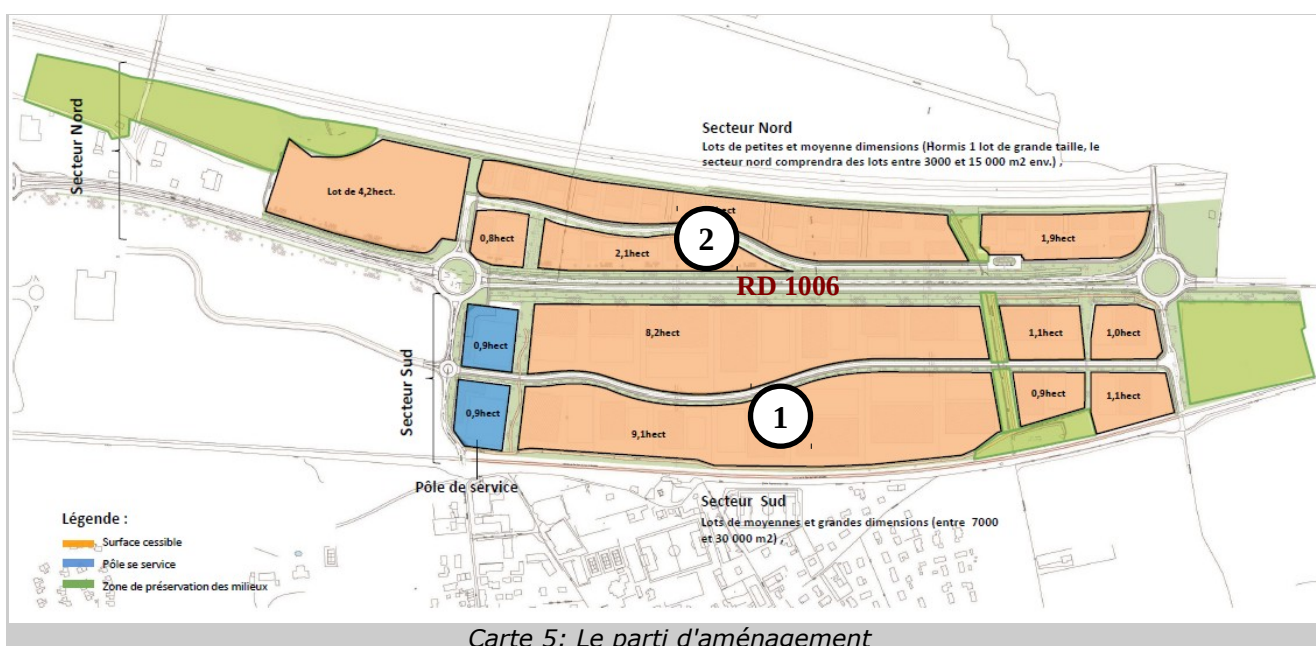 Secteur Nord
Secteur Nord
Lots de petites et moyenne dimensions (Hormis 1 lot de grande taille, le
secteur nord comprendra des lots entre 3000 et 15 000 m2 env.) ,
Lot de 4,2hect.
0,8hect
2,1hect
2
1,9hect
RD 1006
Secteur Sud
0,9hect
8,2hect
1,1hect
1,0hect
0,9hect
9,1hect
1
0,9hect
1,1hect
Pôle de service
Secteur Sud
Lots de moyennes et grandes dimensions (entre 7000
et 30 000 m2) ,
Légende :
Surface cessible
Pôle se service
Zone de préservation des milieux
Carte 5: Le parti d'aménagement